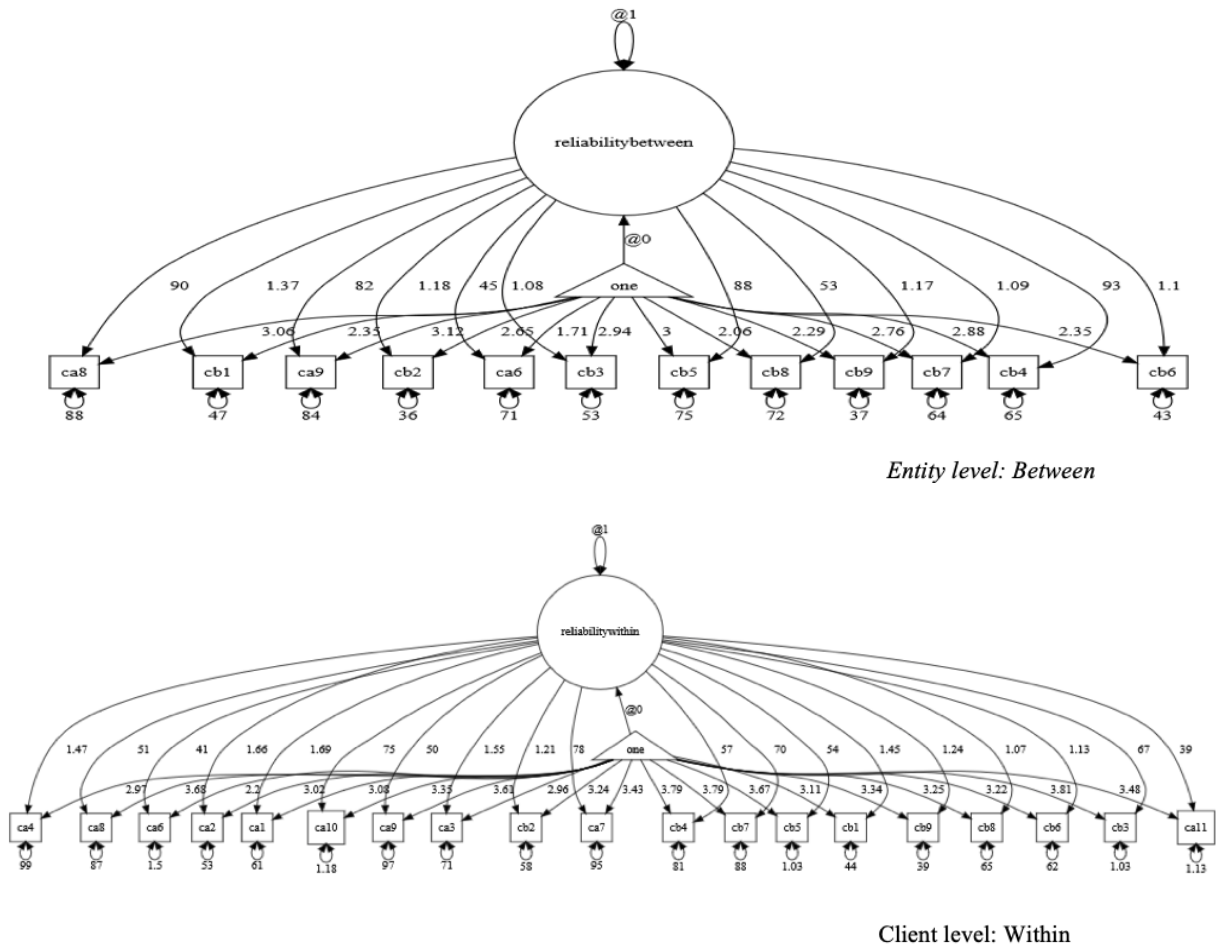 @1
reliabilitybetween
@0
one
90 1.37 82 1.18 45 1.08 88 53 1.17 1.09 93 1.1
3.06 2.35 3.12 2.65 1.71 2.94 3 2.06 2.29 2.76 2.88 2.35
ca8 cb1 ca9 cb2 ca6 cb3 cb5 cb8 cb9 cb7 cb4 cb6
88 47 84 36 71 53 75 72 37 64 65 43
Entity level: Between
@1
reliabilitywithin
@0
one
1.47 51 41 1.66 1.69 75 50 1.55 1.21 78 57 70 54 1.45 1.24 1.07 1.13 67 39
2.97 3.68 2.2 3.02 3.08 3.35 3.61 2.96 3.24 3.43 3.79 3.79 3.67 3.11 3.34 3.25 3.22 3.81 3.48
ca4 ca8 ca6 ca2 ca1 ca10 ca9 ca3 cb2 ca7 cb4 cb7 cb5 cb1 cb9 cb8 cb6 cb3 ca11
99 87 1.5 53 61 1.18 97 71 58 95 81 88 1.03 44 39 65 62 1.03 1.13
Client level: Within